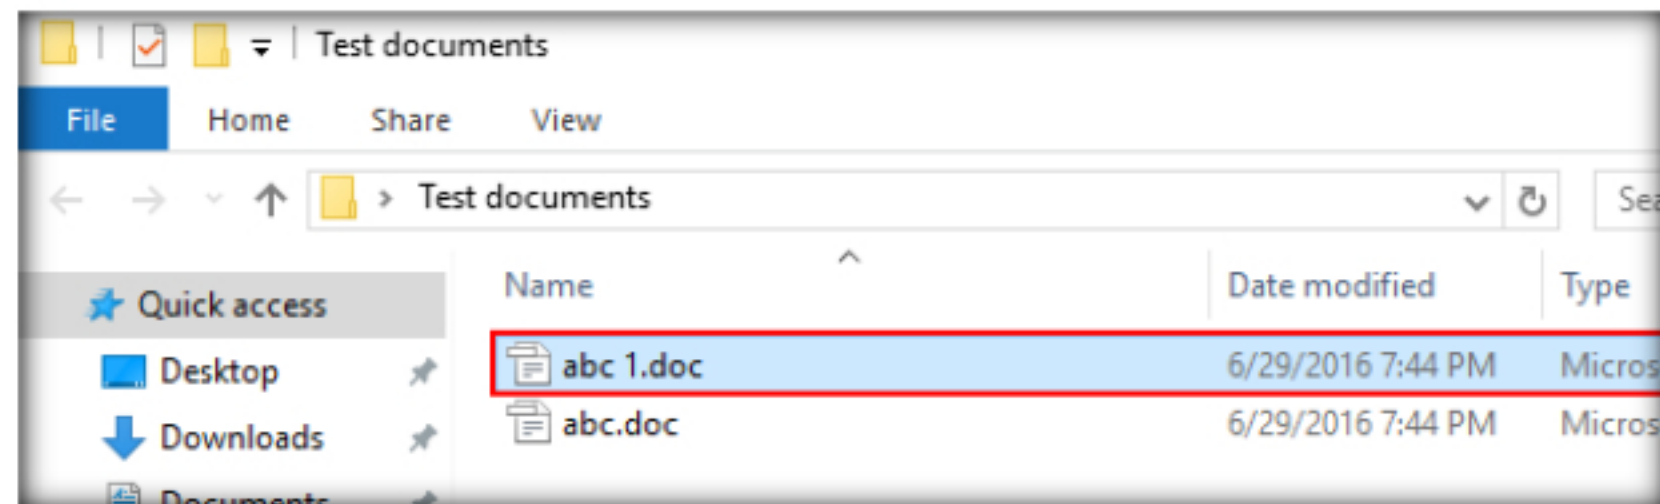 Test documents
File Home Share View
Test documents
Name Date modified Type
Quick access
abc 1.doc 6/29/2016 7:44 PM
Desktop
abc.doc 6/29/2016 7:44 PM
Downloads
Documents